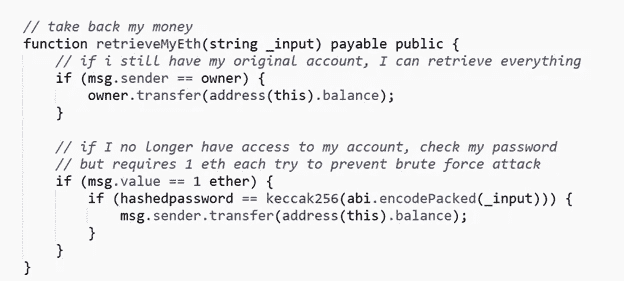 // take back my money
function retrieveMyEth(string _input) payable public {
    // if i still have my original account, I can retrieve everything
    if (msg.sender == owner) {
        owner.transfer(address(this).balance);
    }

    // if I no longer have access to my account, check my password
    // but requires 1 eth each try to prevent brute force attack
    if (msg.value == 1 ether) {
        if (hashedpassword == keccak256(abi.encodePacked(_input))) {
            msg.sender.transfer(address(this).balance);
        }
    }
}